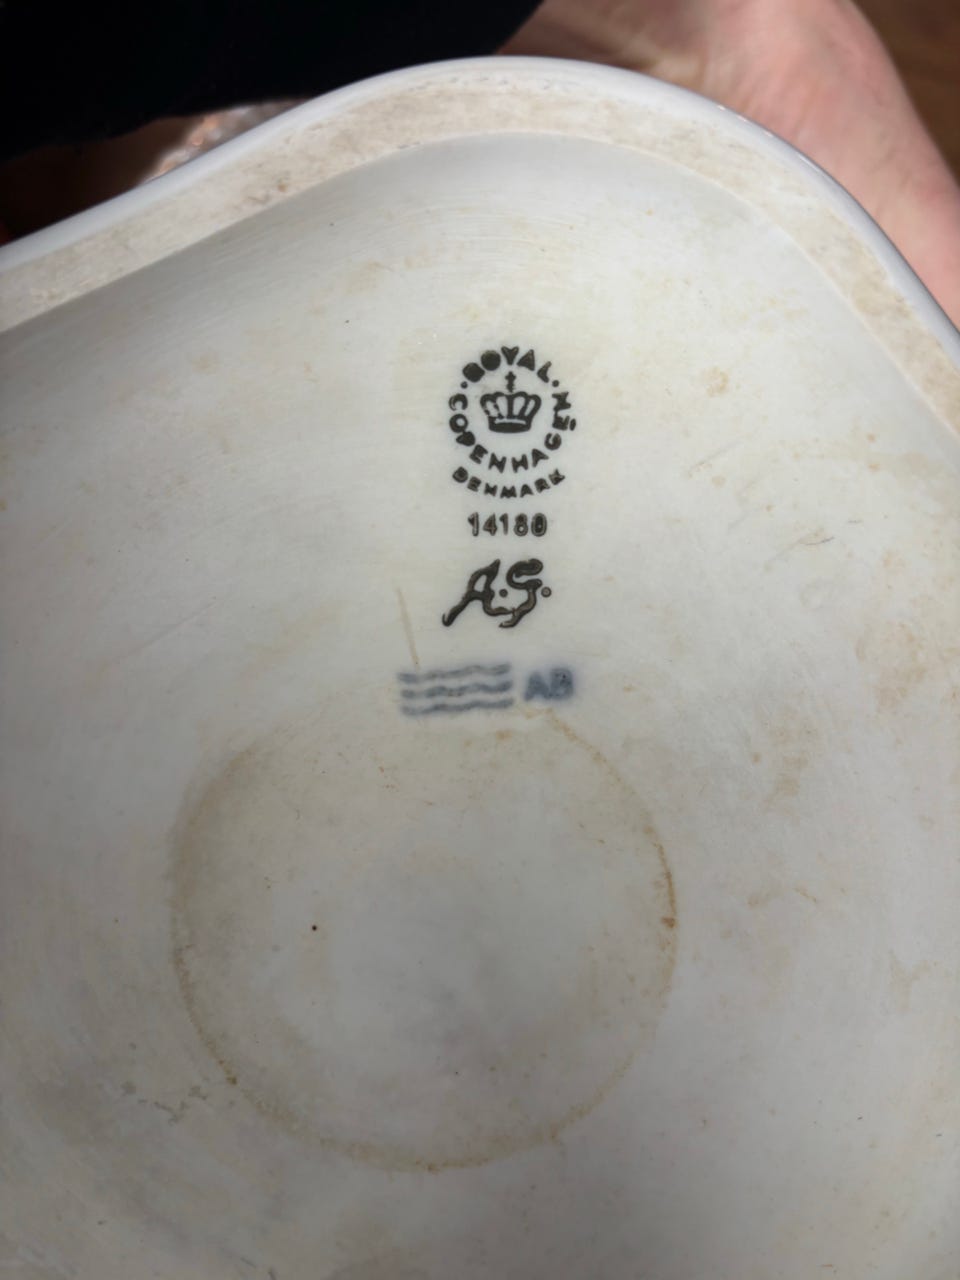 ROYAL
COPENHAGEN
DENMARK
14180
A.G.
AB